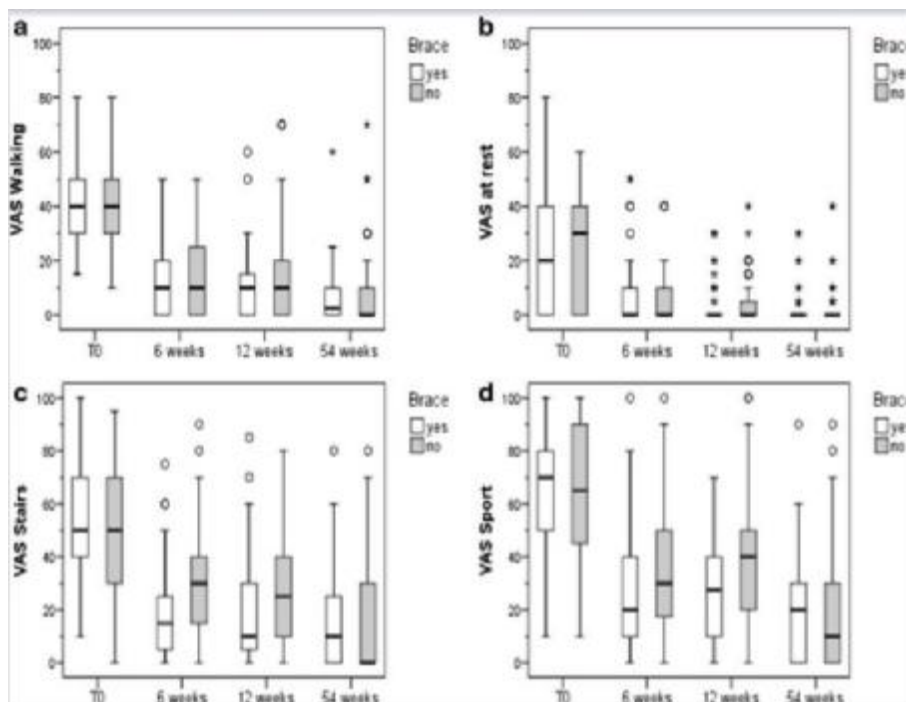 a
100
80
60
40
20
0
VAS Walking
T0
6 weeks
12 weeks
54 weeks
Brace
yes
no
b
100
80
60
40
20
0
VAS at rest
T0
6 weeks
12 weeks
54 weeks
Brace
yes
no
c
100
80
60
40
20
0
VAS Stairs
T0
6 weeks
12 weeks
54 weeks
Brace
yes
no
d
100
80
60
40
20
0
VAS Sport
T0
6 weeks
12 weeks
54 weeks
Brace
yes
no